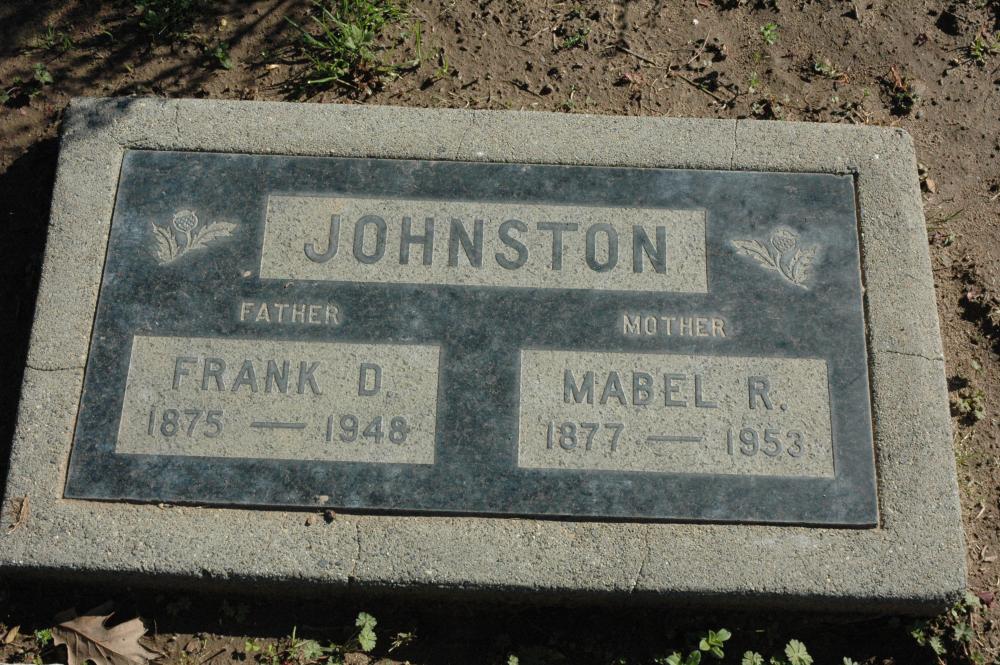 JOHNSTON
FATHER
FRANK D.
1875 — 1948
MOTHER
MABEL R.
1877 — 1953